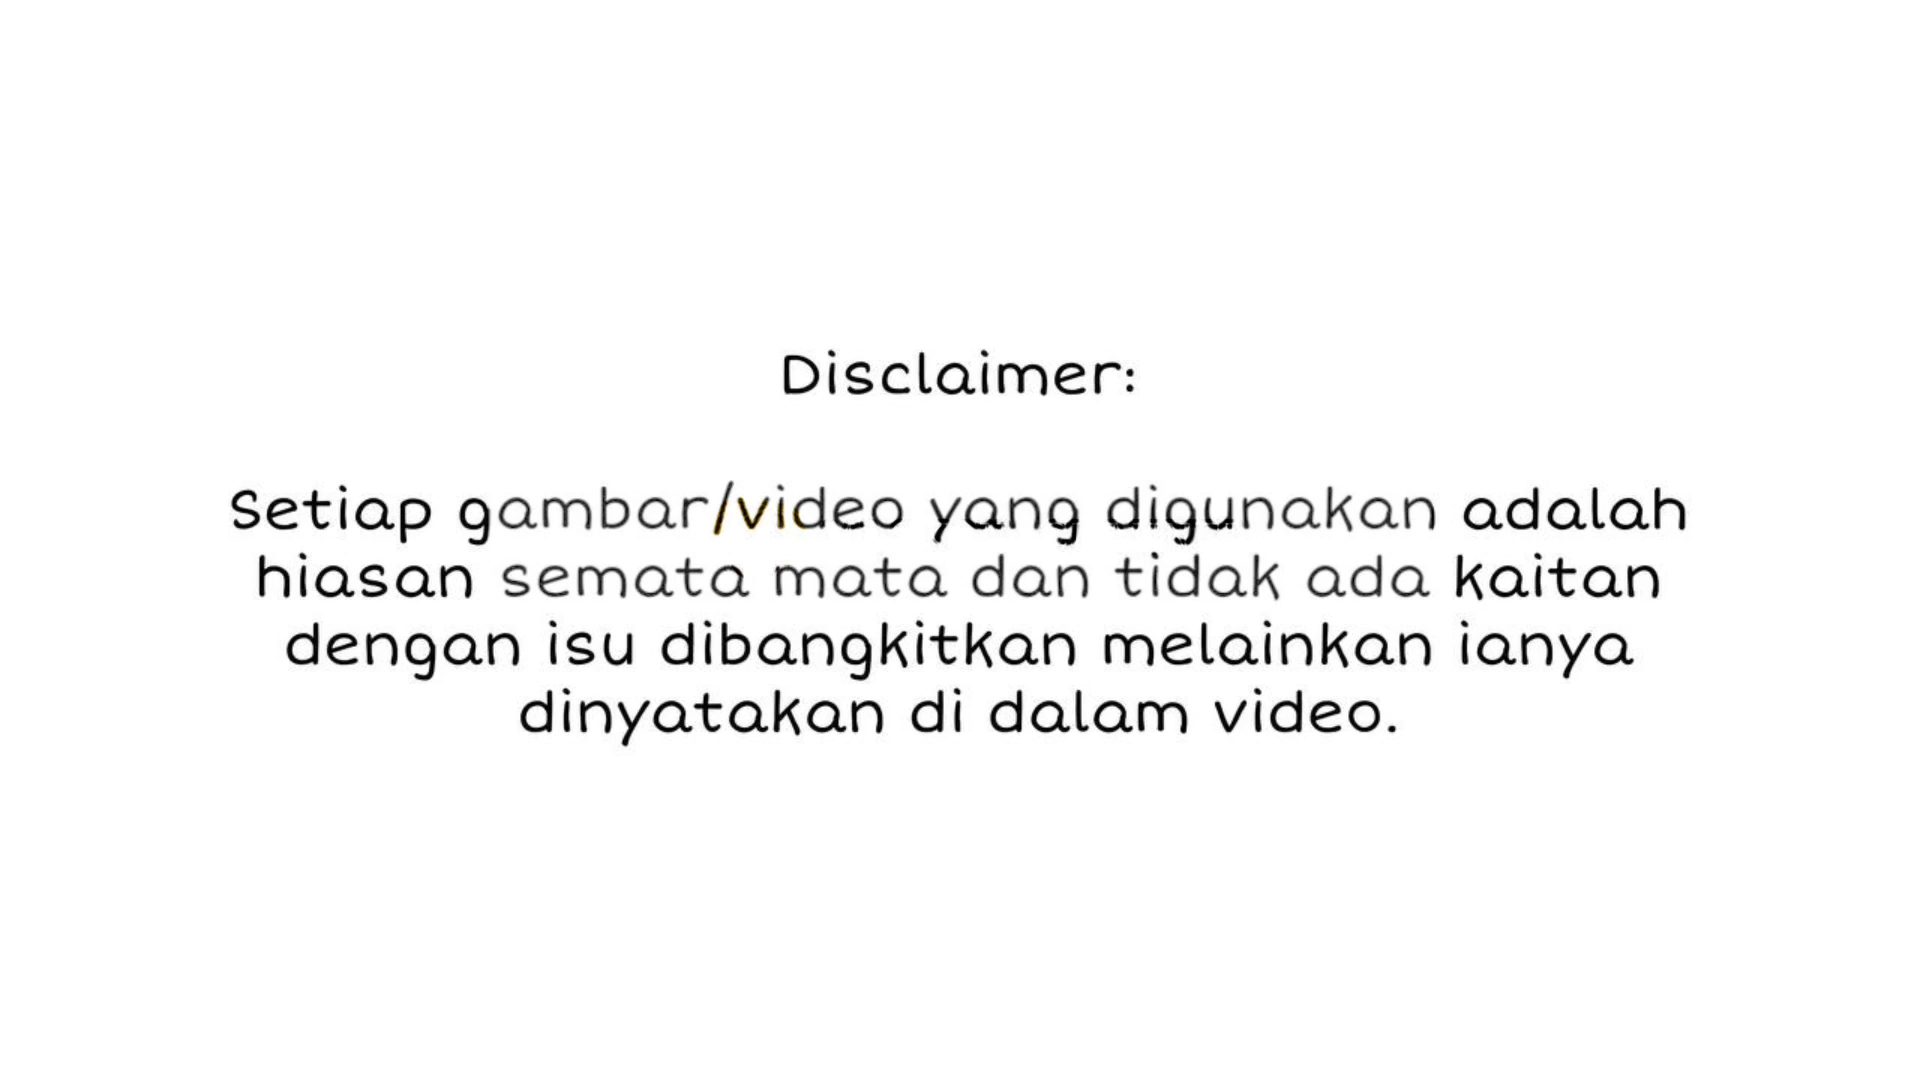 Disclaimer:
Setiap gambar/video yang digunakan adalah
hiasan semata mata dan tidak ada kaitan
dengan isu dibangkitkan melainkan ianya
dinyatakan di dalam video.